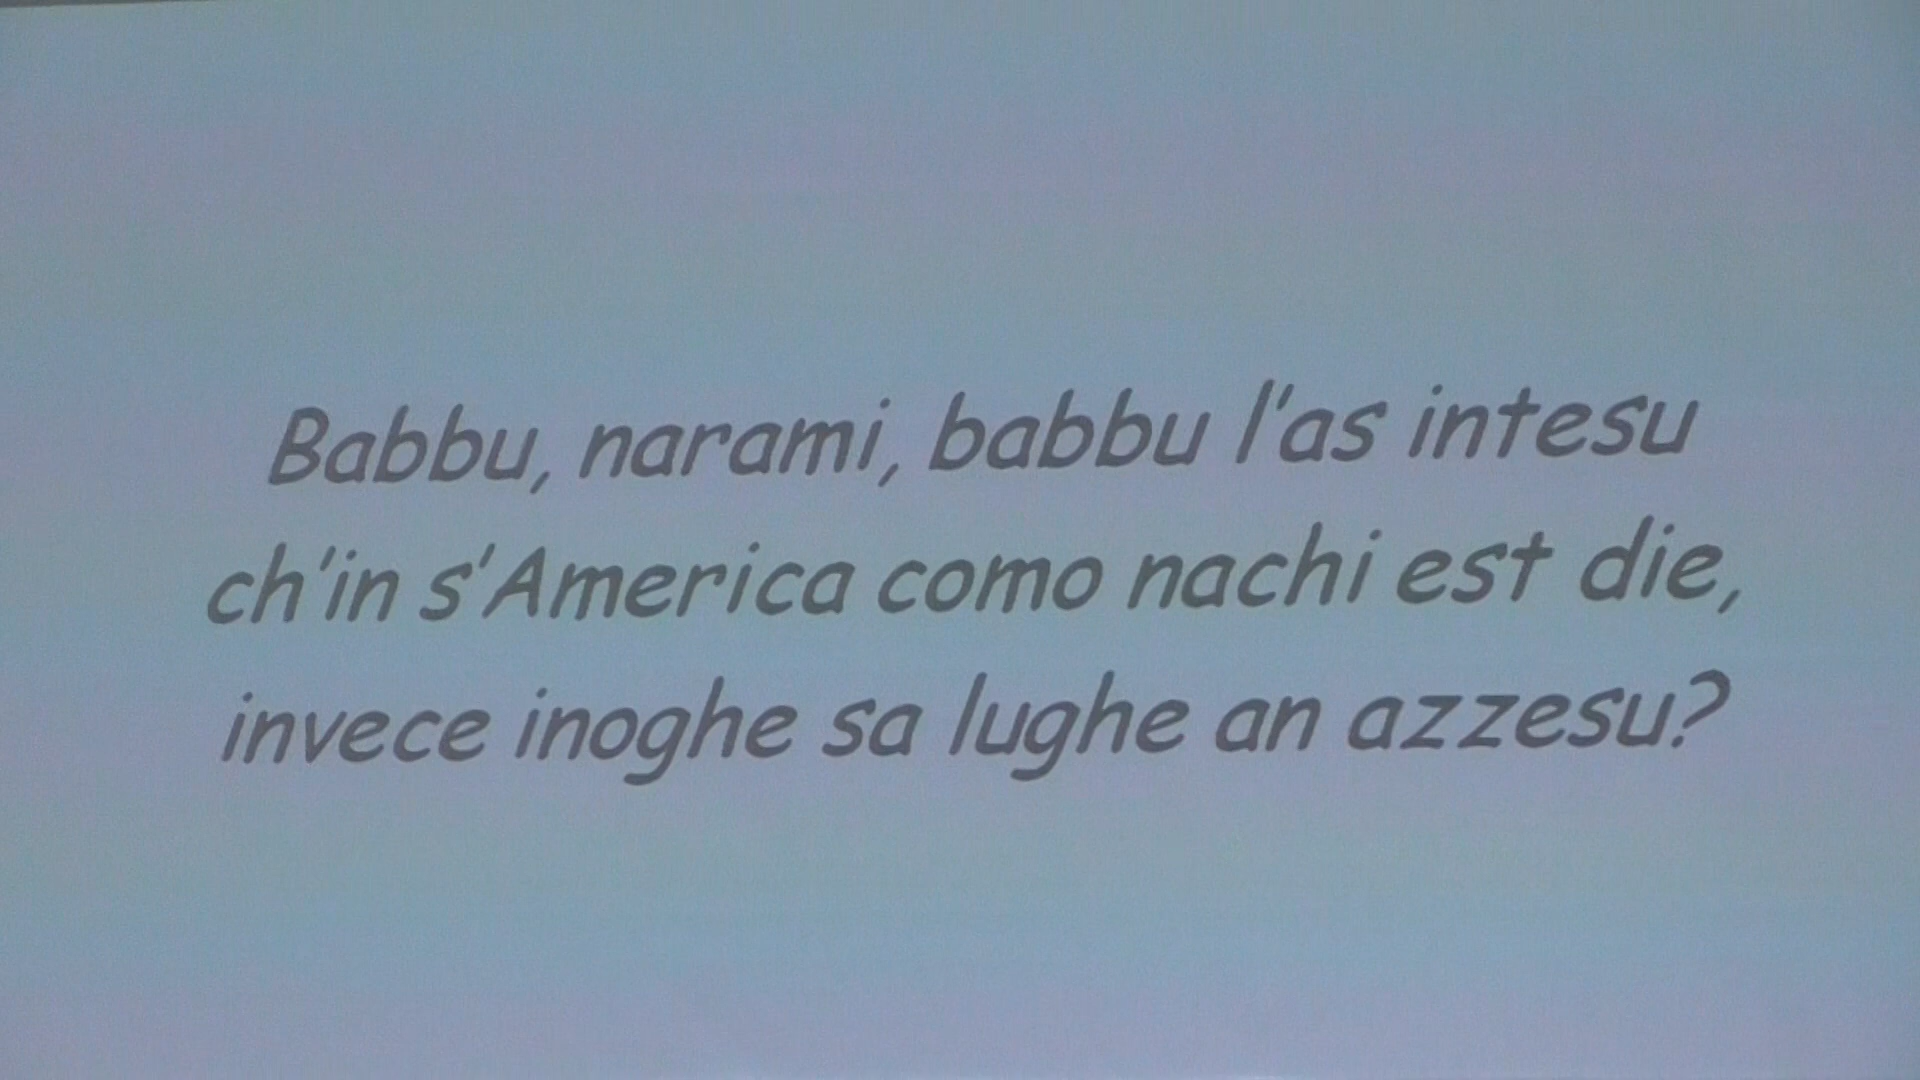 Babbu, narami, babbu l'as intesu
ch'in s'America como nachi est die,
invece inoghe sa lughe an azzesu?